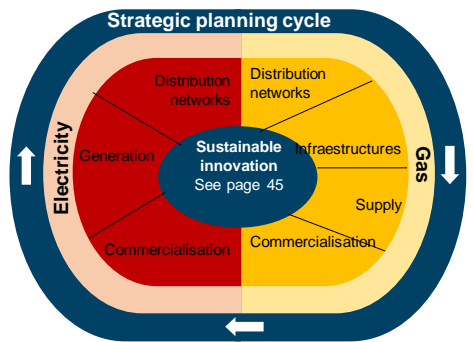 Strategic planning cycle
Distribution
networks
Distribution
networks
Electricity
Generation
Sustainable
innovation
See page 45
Infraestructures
Gas
Supply
Commercialisation
Commercialisation